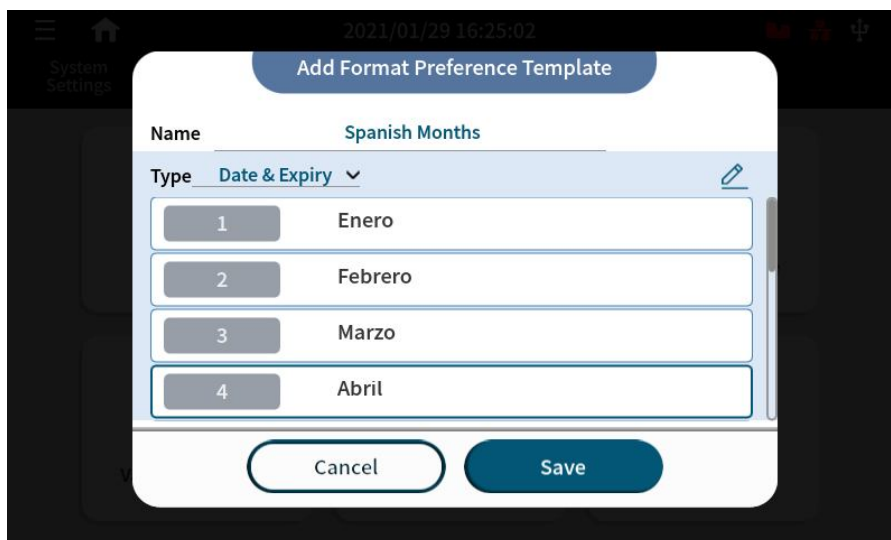 2021/01/29 16:25:02
System
Settings
Add Format Preference Template
Name Spanish Months
Type Date & Expiry
1 Enero
2 Febrero
3 Marzo
4 Abril
Cancel Save